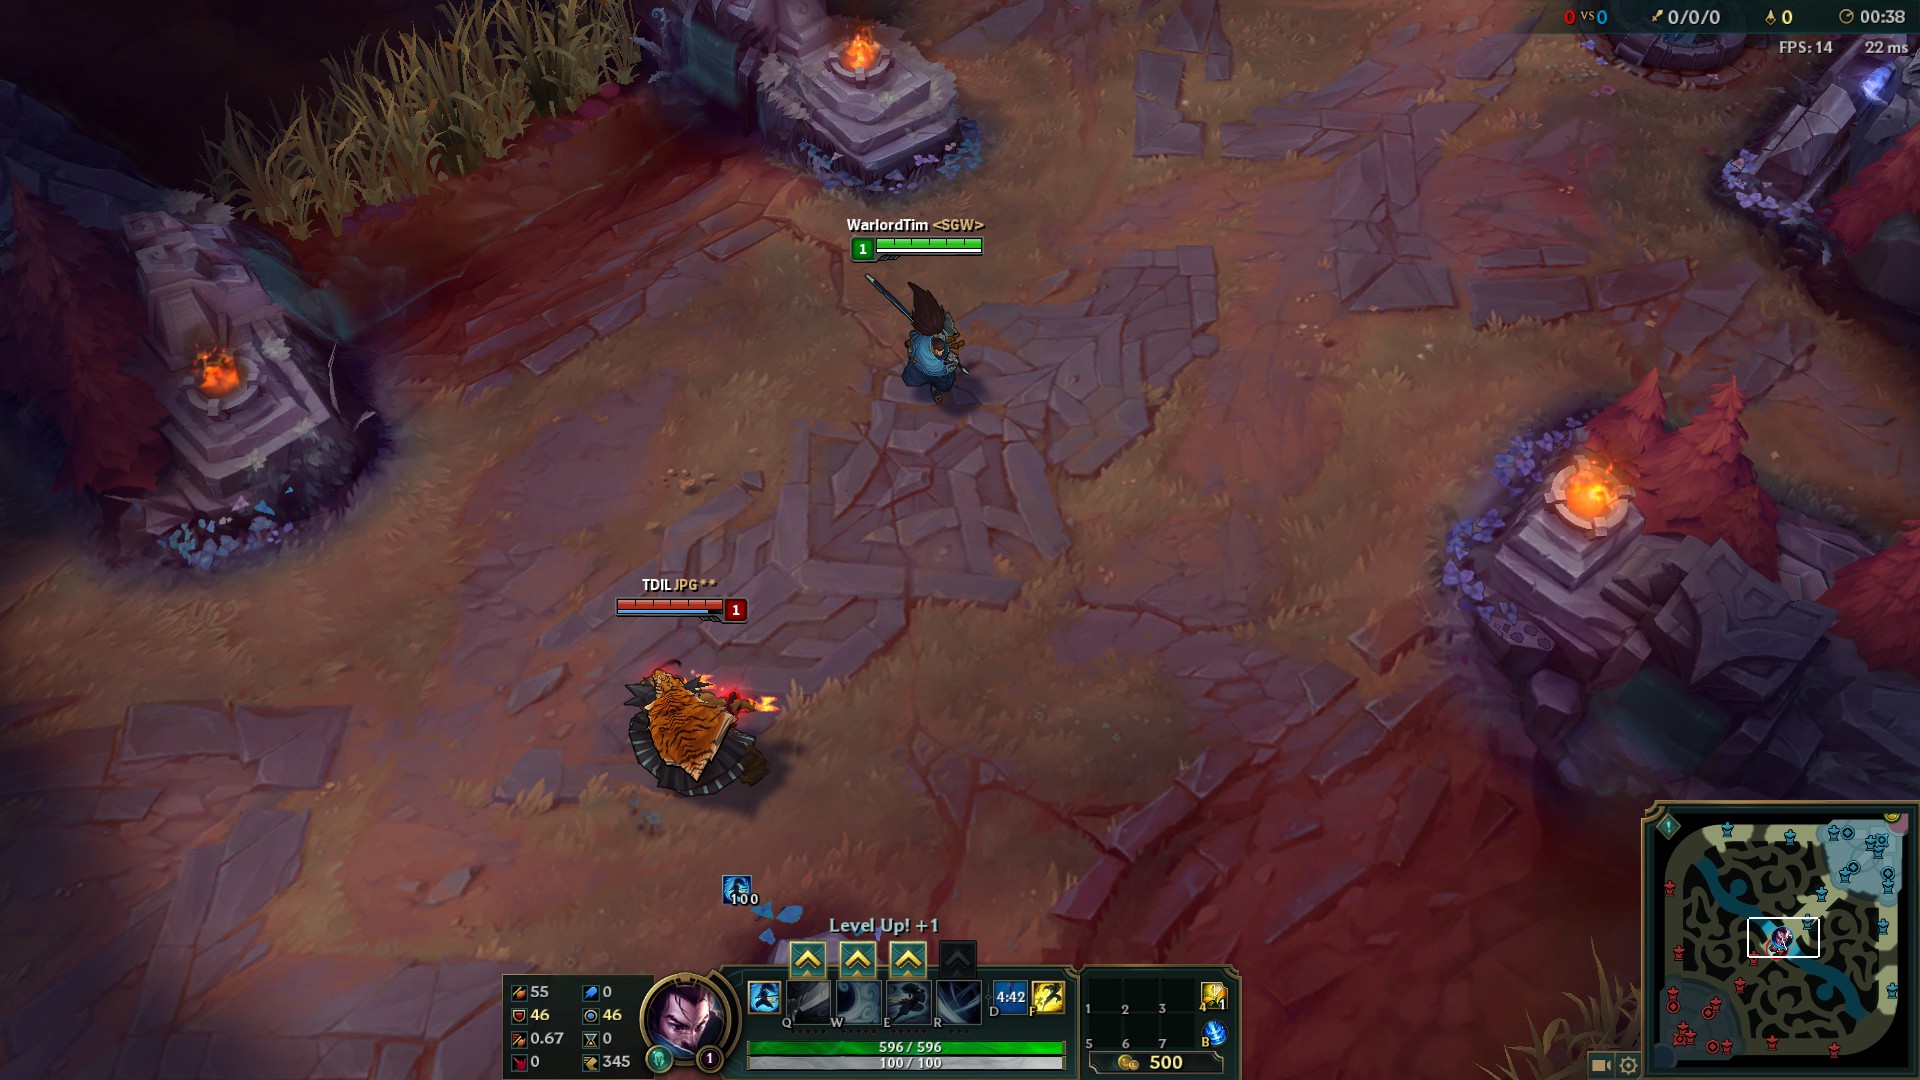 0 VS 0 0/0/0 0 00:38
FPS: 14 22 ms
WarlordTim <SGW>
1
TDIL JPG**
1
100
Level Up! +1
55 0
46 46
0.67 0
0 345
1
Q W E R
4:42
D F
596 / 596
100 / 100
1 2 3 4 1
5 6 7 B
500